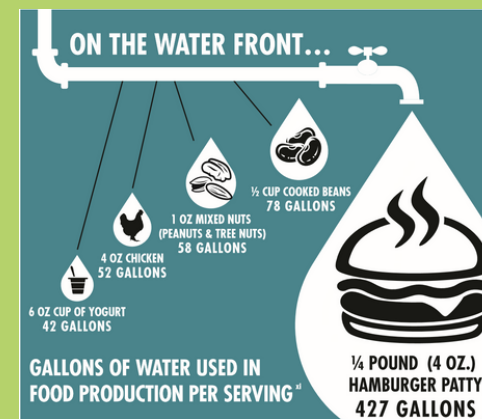 ON THE WATER FRONT...
½ CUP COOKED BEANS
78 GALLONS
1 OZ MIXED NUTS
(PEANUTS & TREE NUTS)
58 GALLONS
4 OZ CHICKEN
52 GALLONS
6 OZ CUP OF YOGURT
42 GALLONS
GALLONS OF WATER USED IN
FOOD PRODUCTION PER SERVING xi
¼ POUND (4 OZ.)
HAMBURGER PATTY
427 GALLONS